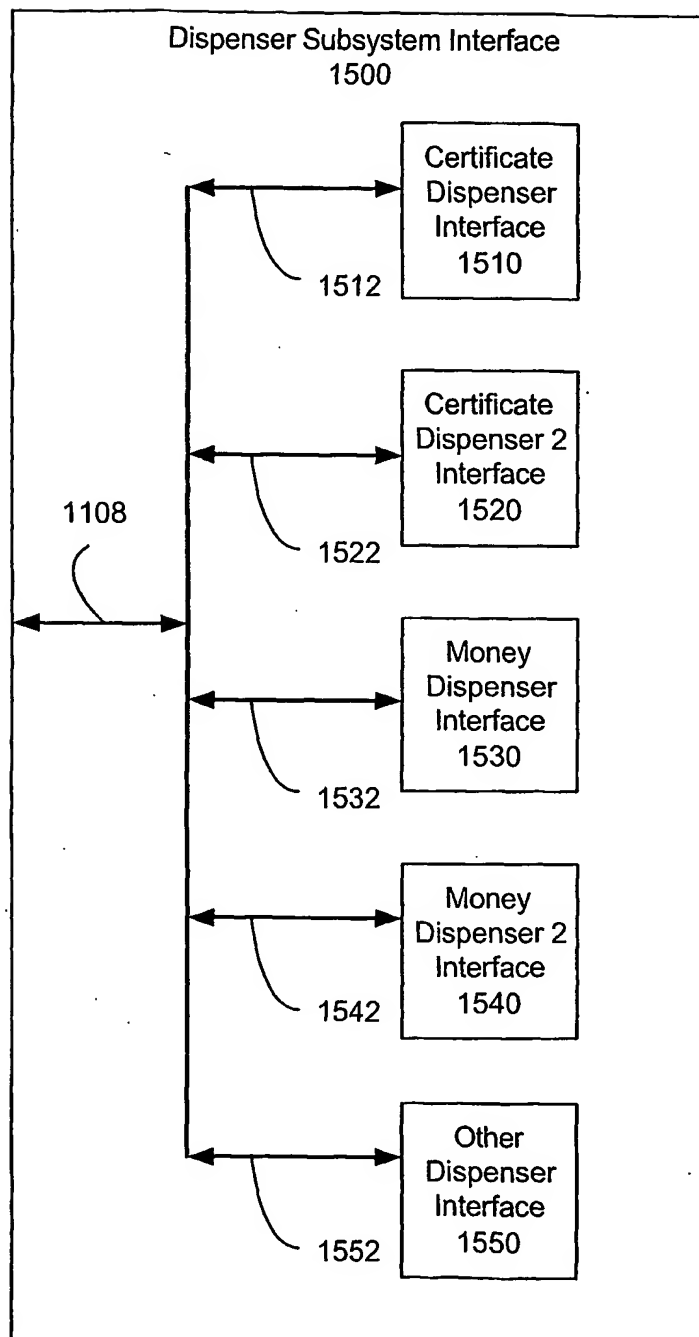 Dispenser Subsystem Interface
1500
Certificate
Dispenser
Interface
1510
1512
Certificate
Dispenser 2
Interface
1520
1522
1108
Money
Dispenser
Interface
1530
1532
Money
Dispenser 2
Interface
1540
1542
Other
Dispenser
Interface
1550
1552